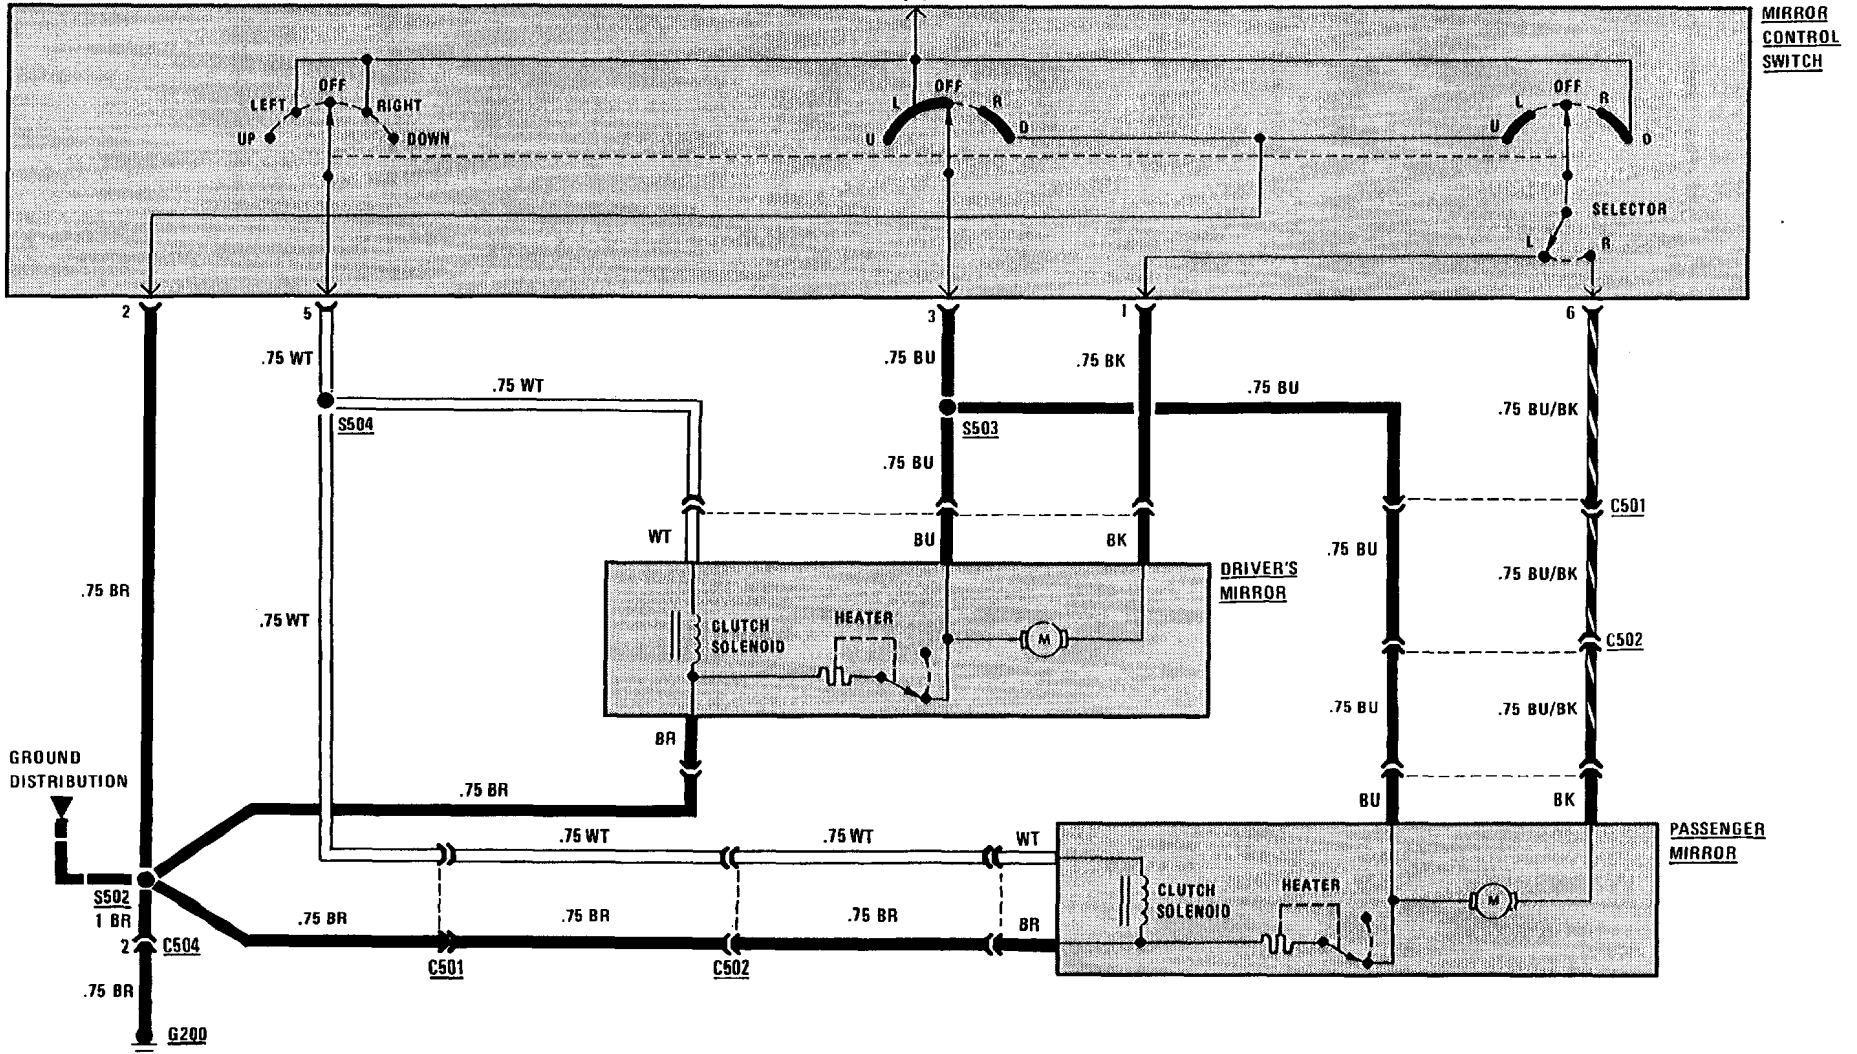 MIRROR
CONTROL
SWITCH
OFF
LEFT
RIGHT
UP
DOWN
OFF
L
R
U
D
OFF
L
R
U
D
SELECTOR
L
R
2
5
3
1
6
.75 WT
.75 BU
.75 BK
.75 WT
.75 BU
.75 BU/BK
S504
S503
.75 BU
C501
WT
BU
BK
.75 BU
DRIVER'S
MIRROR
.75 BU/BK
.75 BR
.75 WT
CLUTCH
SOLENOID
HEATER
M
C502
.75 BU
.75 BU/BK
BR
GROUND
DISTRIBUTION
.75 BR
BU
BK
.75 WT
.75 WT
WT
PASSENGER
MIRROR
S502
1 BR
2
C504
.75 BR
.75 BR
.75 BR
BR
CLUTCH
SOLENOID
HEATER
M
C501
C502
.75 BR
G200